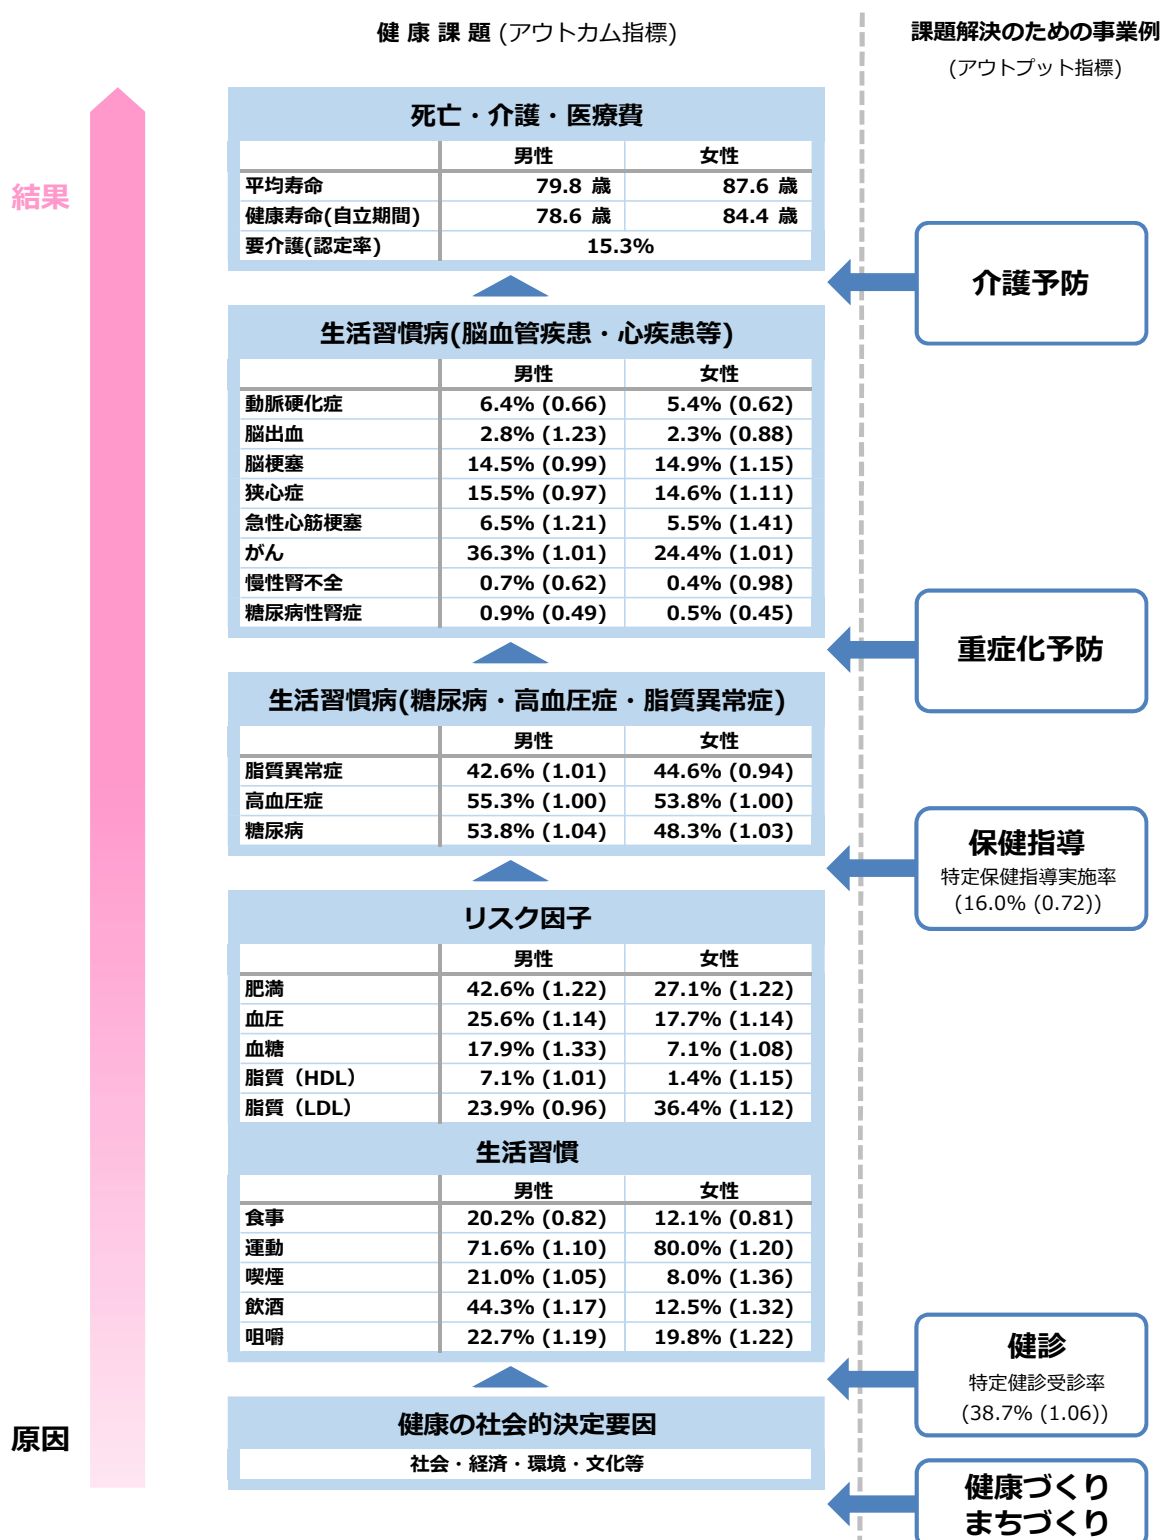 健 康 課 題 (アウトカム指標)
課題解決のための事業例
(アウトプット指標)
結果
死亡・介護・医療費
男性 女性
平均寿命 79.8 歳 87.6 歳
健康寿命(自立期間) 78.6 歳 84.4 歳
要介護(認定率) 15.3%
介護予防
生活習慣病(脳血管疾患・心疾患等)
男性 女性
動脈硬化症 6.4% (0.66) 5.4% (0.62)
脳出血 2.8% (1.23) 2.3% (0.88)
脳梗塞 14.5% (0.99) 14.9% (1.15)
狭心症 15.5% (0.97) 14.6% (1.11)
急性心筋梗塞 6.5% (1.21) 5.5% (1.41)
がん 36.3% (1.01) 24.4% (1.01)
慢性腎不全 0.7% (0.62) 0.4% (0.98)
糖尿病性腎症 0.9% (0.49) 0.5% (0.45)
重症化予防
生活習慣病(糖尿病・高血圧症・脂質異常症)
男性 女性
脂質異常症 42.6% (1.01) 44.6% (0.94)
高血圧症 55.3% (1.00) 53.8% (1.00)
糖尿病 53.8% (1.04) 48.3% (1.03)
保健指導
特定保健指導実施率
(16.0% (0.72))
リスク因子
男性 女性
肥満 42.6% (1.22) 27.1% (1.22)
血圧 25.6% (1.14) 17.7% (1.14)
血糖 17.9% (1.33) 7.1% (1.08)
脂質（HDL） 7.1% (1.01) 1.4% (1.15)
脂質（LDL） 23.9% (0.96) 36.4% (1.12)
生活習慣
男性 女性
食事 20.2% (0.82) 12.1% (0.81)
運動 71.6% (1.10) 80.0% (1.20)
喫煙 21.0% (1.05) 8.0% (1.36)
飲酒 44.3% (1.17) 12.5% (1.32)
咀嚼 22.7% (1.19) 19.8% (1.22)
健診
特定健診受診率
(38.7% (1.06))
原因
健康の社会的決定要因
社会・経済・環境・文化等
健康づくり
まちづくり